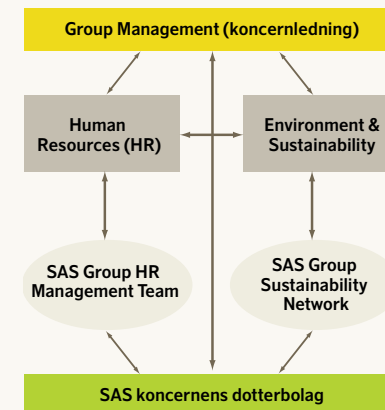 Group Management (koncernledning)
Human
Resources (HR)
Environment &
Sustainability
SAS Group HR
Management Team
SAS Group
Sustainability
Network
SAS koncernens dotterbolag